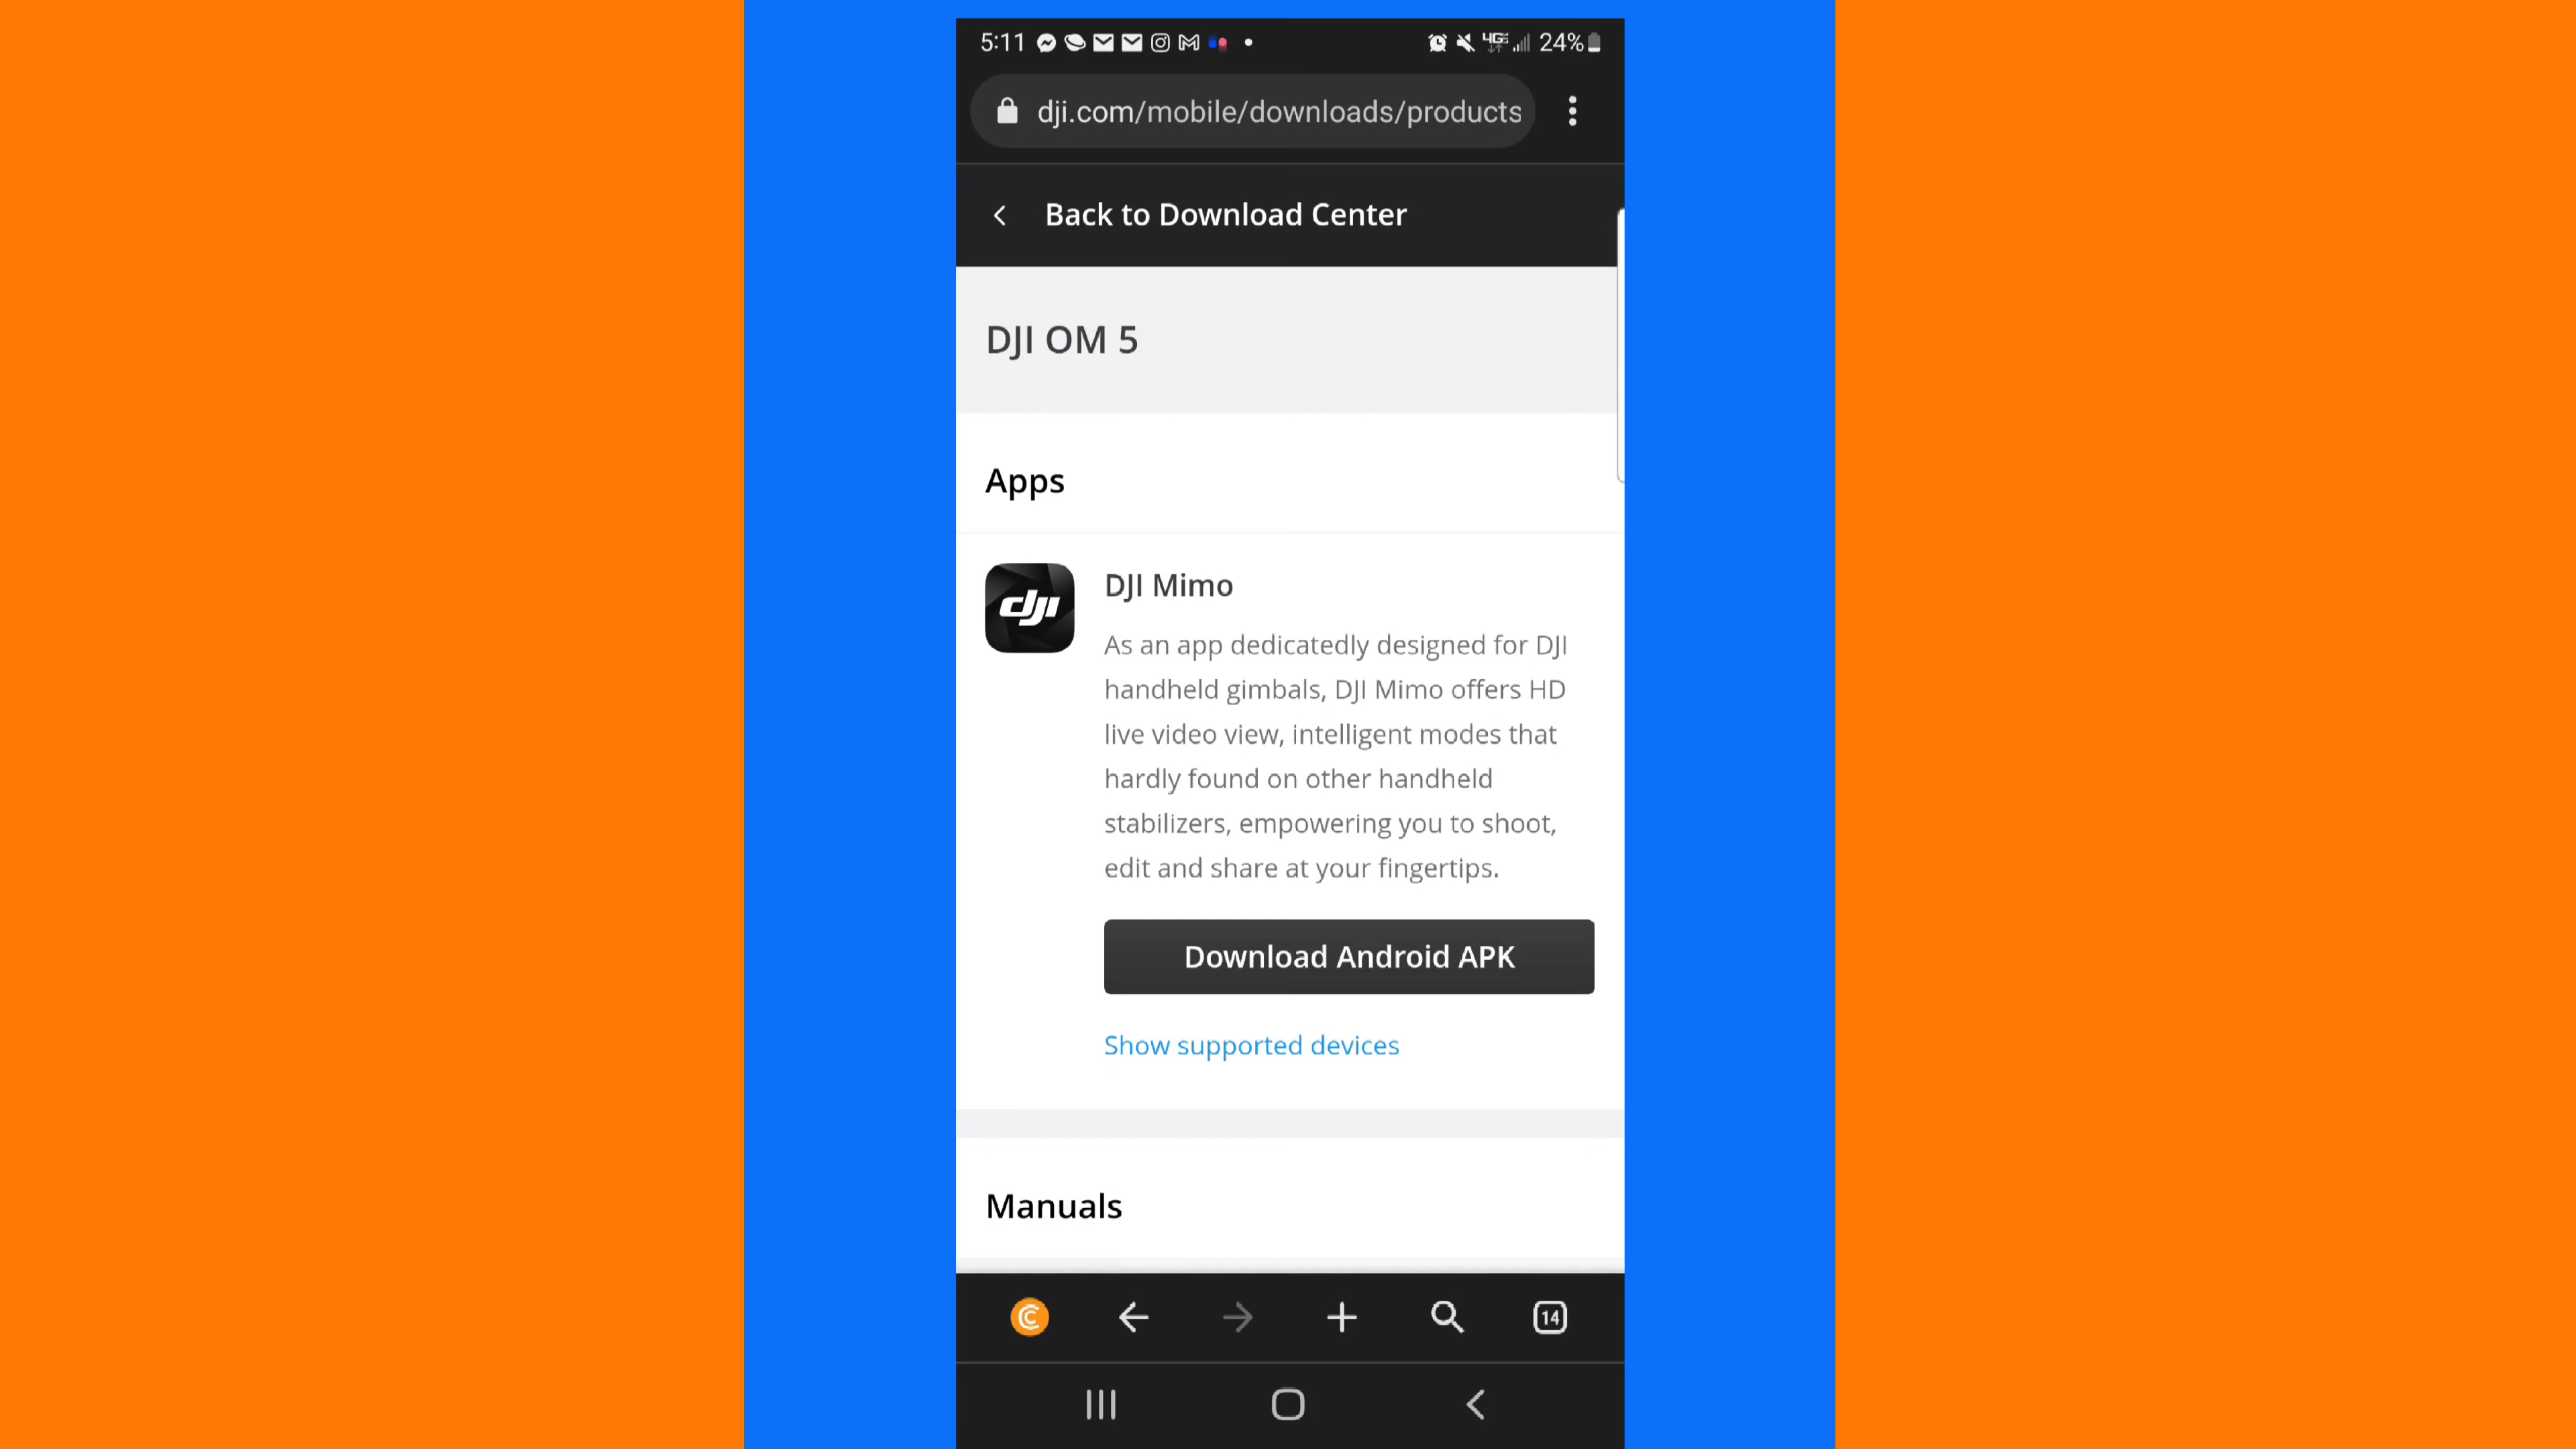 5:11 24%
dji.com/mobile/downloads/products
Back to Download Center
DJI OM 5
Apps
dji
DJI Mimo
As an app dedicatedly designed for DJI
handheld gimbals, DJI Mimo offers HD
live video view, intelligent modes that
hardly found on other handheld
stabilizers, empowering you to shoot,
edit and share at your fingertips.
Download Android APK
Show supported devices
Manuals
14